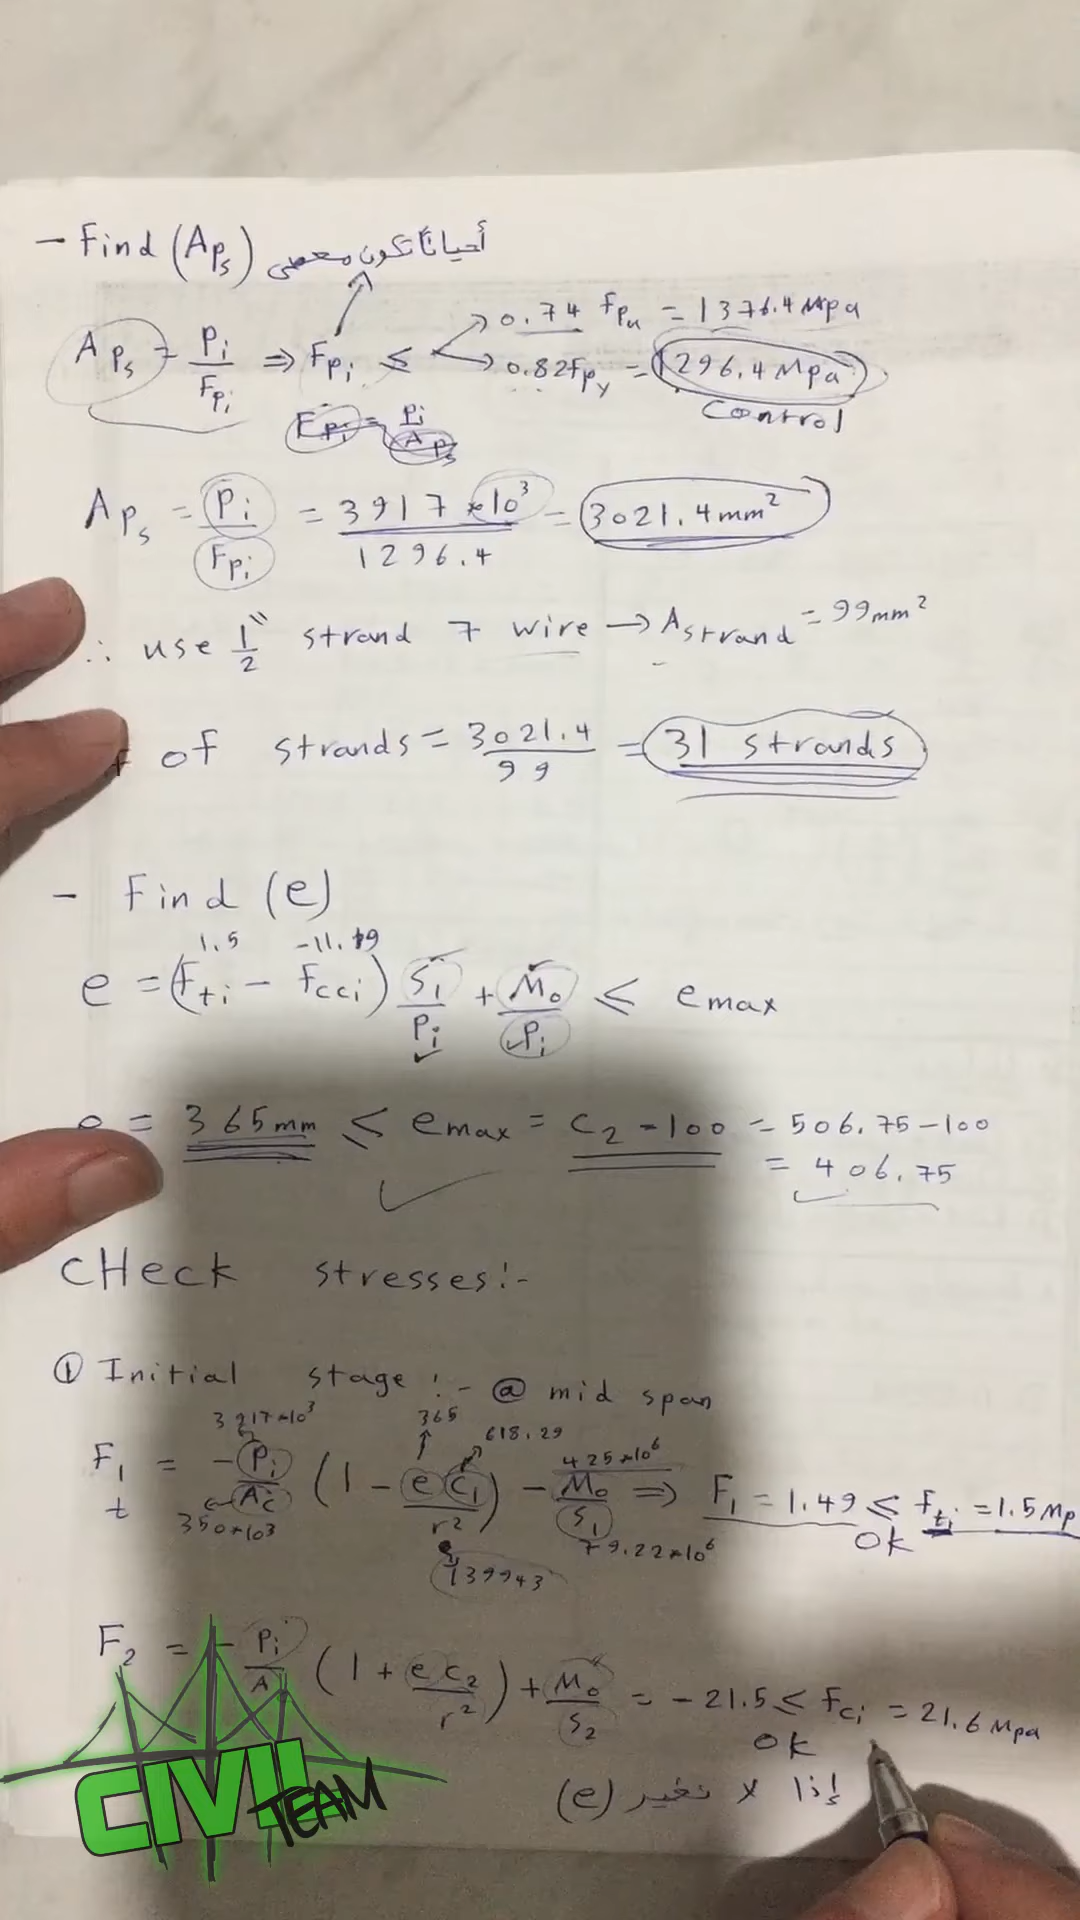 - Find (Aps) أحياناً تكون معطى
Aps = Pi / Fpi ⇒ Fpi ≤ → 0.74 fpu = 1376.4 Mpa
→ 0.82 fpy = 1296.4 Mpa
control
Fpi = Pi / Aps
Aps = Pi / Fpi = 3917*10³ / 1296.4 = 3021.4 mm²
∴ use 1/2" strand 7 wire → Astrand = 99 mm²
of strands = 3021.4 / 99 = 31 strands
- Find (e)
1.5 -11.19
e = (Fti - Fcci) S1 / Pi + Mo / Pi ≤ emax
e = 365mm ≤ emax = C2 - 100 = 506.75 - 100
= 406.75
CHeck stresses:-
① Initial stage :- @ mid span
3917*10³ 365 618.29 425*10⁶
F1 = - Pi / Ac (1 - e C1 / r²) - Mo / S1 ⇒ F1 = 1.49 ≤ Fti = 1.5 Mp
t 350*10³ 139943 79.22*10⁶ ok
F2 = - Pi / A (1 + e C2 / r²) + Mo / S2 = -21.5 ≤ Fci = 21.6 Mpa
ok
إذا لا نغير (e)
CIVIL
TEAM